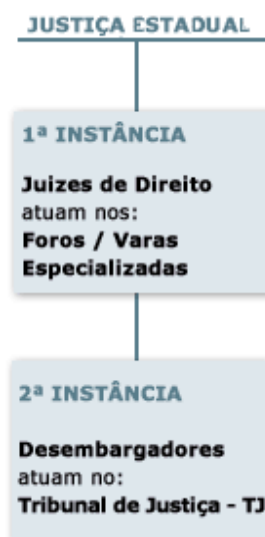 JUSTIÇA ESTADUAL
1ª INSTÂNCIA
Juizes de Direito
atuam nos:
Foros / Varas
Especializadas
2ª INSTÂNCIA
Desembargadores
atuam no:
Tribunal de Justiça - TJ